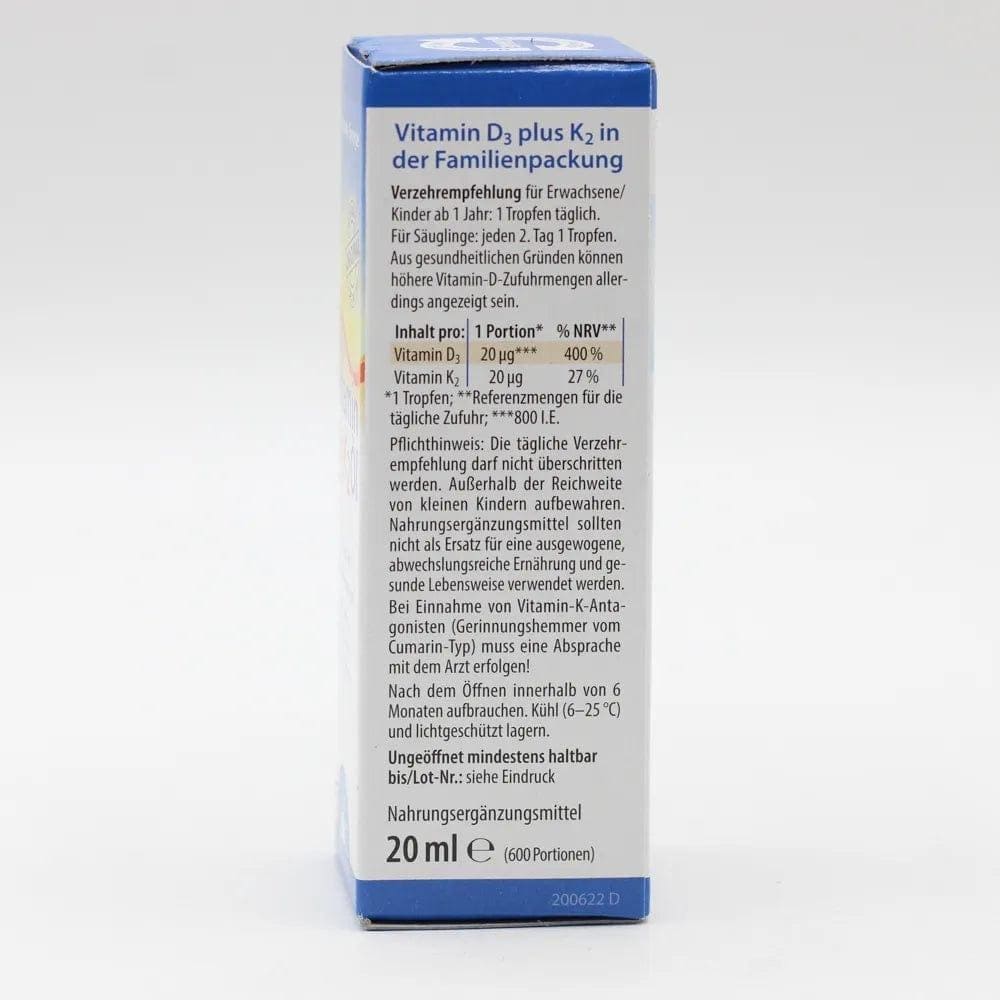 Vitamin D₃ plus K₂ in
der Familienpackung
Verzehrempfehlung für Erwachsene/
Kinder ab 1 Jahr: 1 Tropfen täglich.
Für Säuglinge: jeden 2. Tag 1 Tropfen.
Aus gesundheitlichen Gründen können
höhere Vitamin-D-Zufuhrmengen aller-
dings angezeigt sein.
Inhalt pro: 1 Portion* % NRV**
Vitamin D₃ 20 µg*** 400 %
Vitamin K₂ 20 µg 27 %
*1 Tropfen; **Referenzmengen für die
tägliche Zufuhr; ***800 I.E.
Pflichthinweis: Die tägliche Verzehr-
empfehlung darf nicht überschritten
werden. Außerhalb der Reichweite
von kleinen Kindern aufbewahren.
Nahrungsergänzungsmittel sollten
nicht als Ersatz für eine ausgewogene,
abwechslungsreiche Ernährung und ge-
sunde Lebensweise verwendet werden.
Bei Einnahme von Vitamin-K-Anta-
gonisten (Gerinnungshemmer vom
Cumarin-Typ) muss eine Absprache
mit dem Arzt erfolgen!
Nach dem Öffnen innerhalb von 6
Monaten aufbrauchen. Kühl (6–25 °C)
und lichtgeschützt lagern.
Ungeöffnet mindestens haltbar
bis/Lot-Nr.: siehe Eindruck
Nahrungsergänzungsmittel
20 ml ℮ (600 Portionen)
200622 D